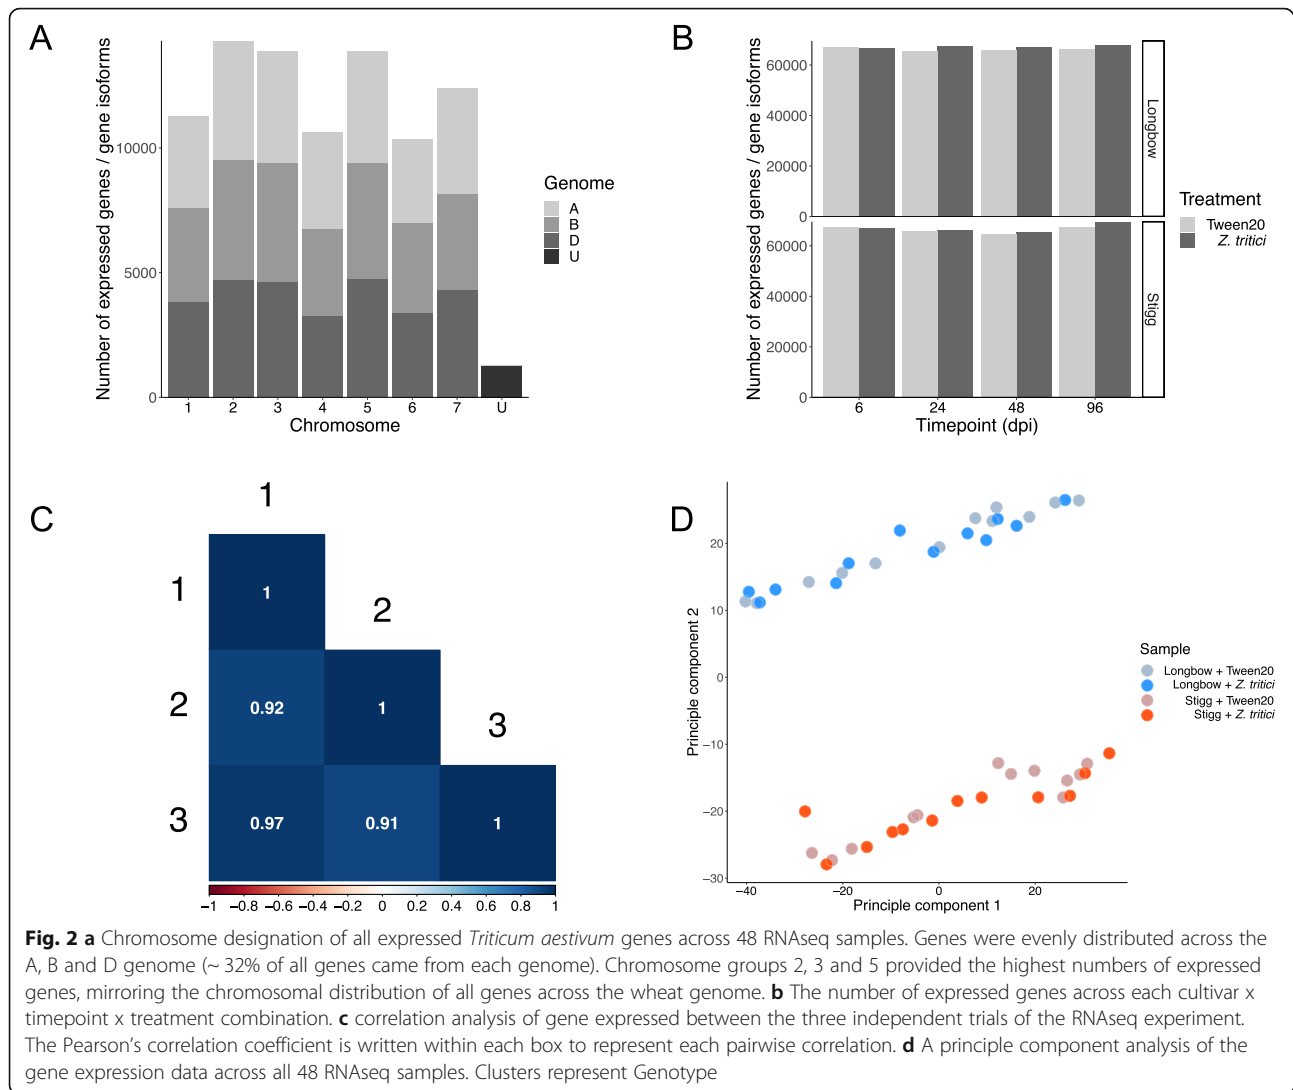 A
Number of expressed genes / gene isoforms
10000
5000
0
1 2 3 4 5 6 7 U
Chromosome
Genome
A
B
D
U
B
Number of expressed genes / gene isoforms
60000
40000
20000
0
Longbow
60000
40000
20000
0
Stigg
6 24 48 96
Timepoint (dpi)
Treatment
Tween20
Z. tritici
C
1
1
1
2
2
0.92
1
3
3
0.97
0.91
1
−1 −0.8 −0.6 −0.4 −0.2 0 0.2 0.4 0.6 0.8 1
D
Principle component 2
20
10
0
−10
−20
−30
−40 −20 0 20
Principle component 1
Sample
Longbow + Tween20
Longbow + Z. tritici
Stigg + Tween20
Stigg + Z. tritici
Fig. 2 a Chromosome designation of all expressed Triticum aestivum genes across 48 RNAseq samples. Genes were evenly distributed across the
A, B and D genome (~ 32% of all genes came from each genome). Chromosome groups 2, 3 and 5 provided the highest numbers of expressed
genes, mirroring the chromosomal distribution of all genes across the wheat genome. b The number of expressed genes across each cultivar x
timepoint x treatment combination. c correlation analysis of gene expressed between the three independent trials of the RNAseq experiment.
The Pearson's correlation coefficient is written within each box to represent each pairwise correlation. d A principle component analysis of the
gene expression data across all 48 RNAseq samples. Clusters represent Genotype